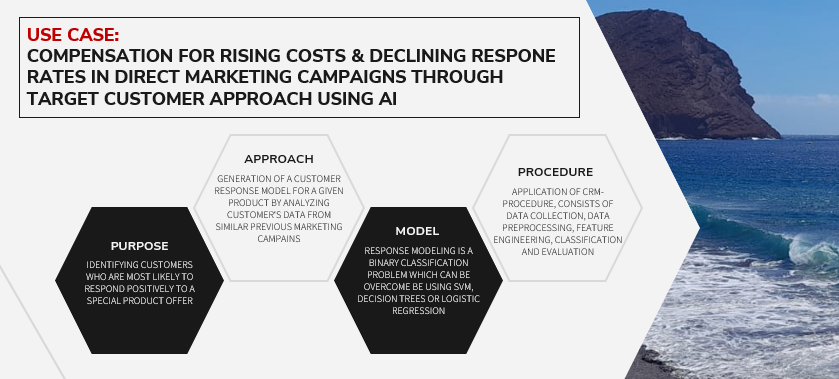 USE CASE:
COMPENSATION FOR RISING COSTS & DECLINING RESPONE
RATES IN DIRECT MARKETING CAMPAIGNS THROUGH
TARGET CUSTOMER APPROACH USING AI
PURPOSE
IDENTIFYING CUSTOMERS
WHO ARE MOST LIKELY TO
RESPOND POSITIVELY TO A
SPECIAL PRODUCT OFFER
APPROACH
GENERATION OF A CUSTOMER
RESPONSE MODEL FOR A GIVEN
PRODUCT BY ANALYZING
CUSTOMER'S DATA FROM
SIMILAR PREVIOUS MARKETING
CAMPAINS
MODEL
RESPONSE MODELING IS A
BINARY CLASSIFICATION
PROBLEM WHICH CAN BE
OVERCOME BE USING SVM,
DECISION TREES OR LOGISTIC
REGRESSION
PROCEDURE
APPLICATION OF CRM-
PROCEDURE, CONSISTS OF
DATA COLLECTION, DATA
PREPROCESSING, FEATURE
ENGINEERING, CLASSIFICATION
AND EVALUATION